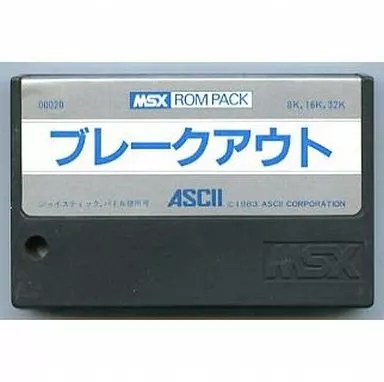 00020 MSX ROM PACK 8K, 16K, 32K
ブレークアウト
ジョイスティック, パドル使用可 ASCII ©1983 ASCII CORPORATION
MSX